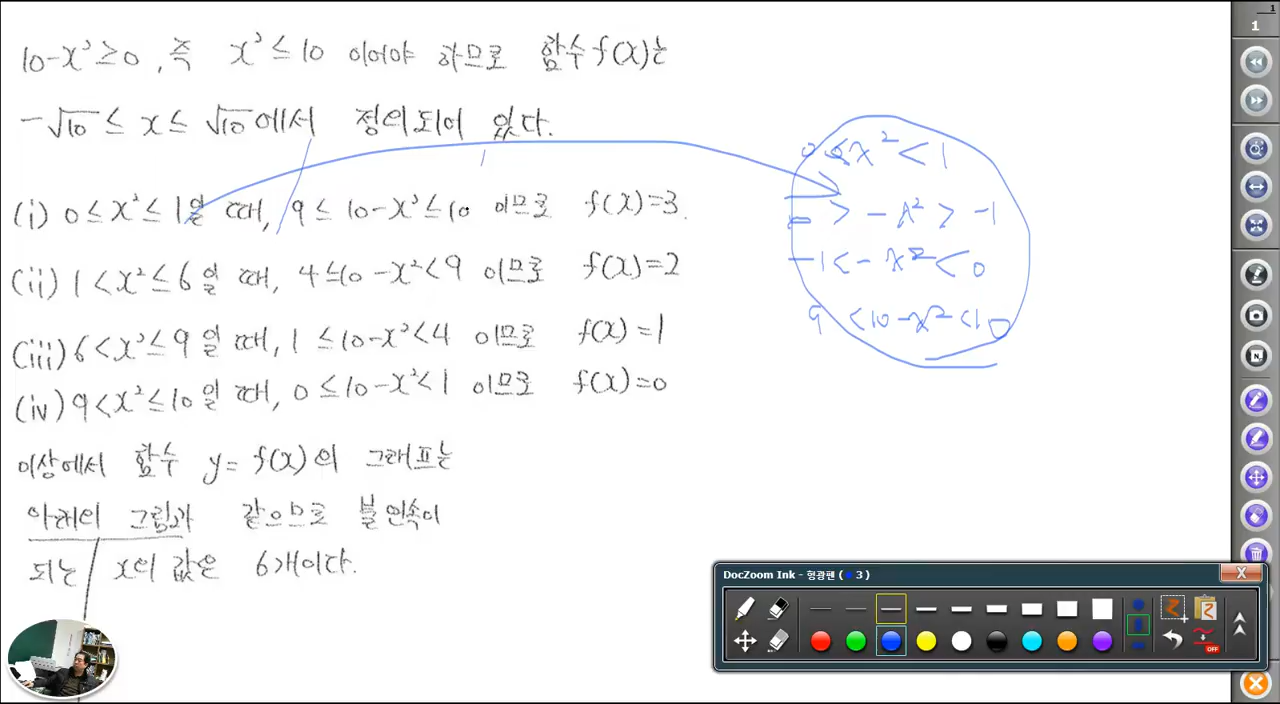 10-x²≥0, 즉 x²≤10 이어야 하므로 함수 f(x)는
-√10 ≤ x ≤ √10 에서 정의되어 있다.
(i) 0≤x²≤1일 때, 9≤10-x²≤10 이므로 f(x)=3.
(ii) 1<x²≤6일 때, 4≤10-x²<9 이므로 f(x)=2
(iii) 6<x²≤9일 때, 1≤10-x²<4 이므로 f(x)=1
(iv) 9<x²≤10일 때, 0≤10-x²<1 이므로 f(x)=0
이상에서 함수 y=f(x)의 그래프는
아래의 그림과 같으므로 불연속이
되는 x의 값은 6개이다.
x²<1
0>-x²>-1
-1<-x²<0
9<10-x²<10
DocZoom Ink - 형광펜 ( 3 )
X
OFF
1
1
N